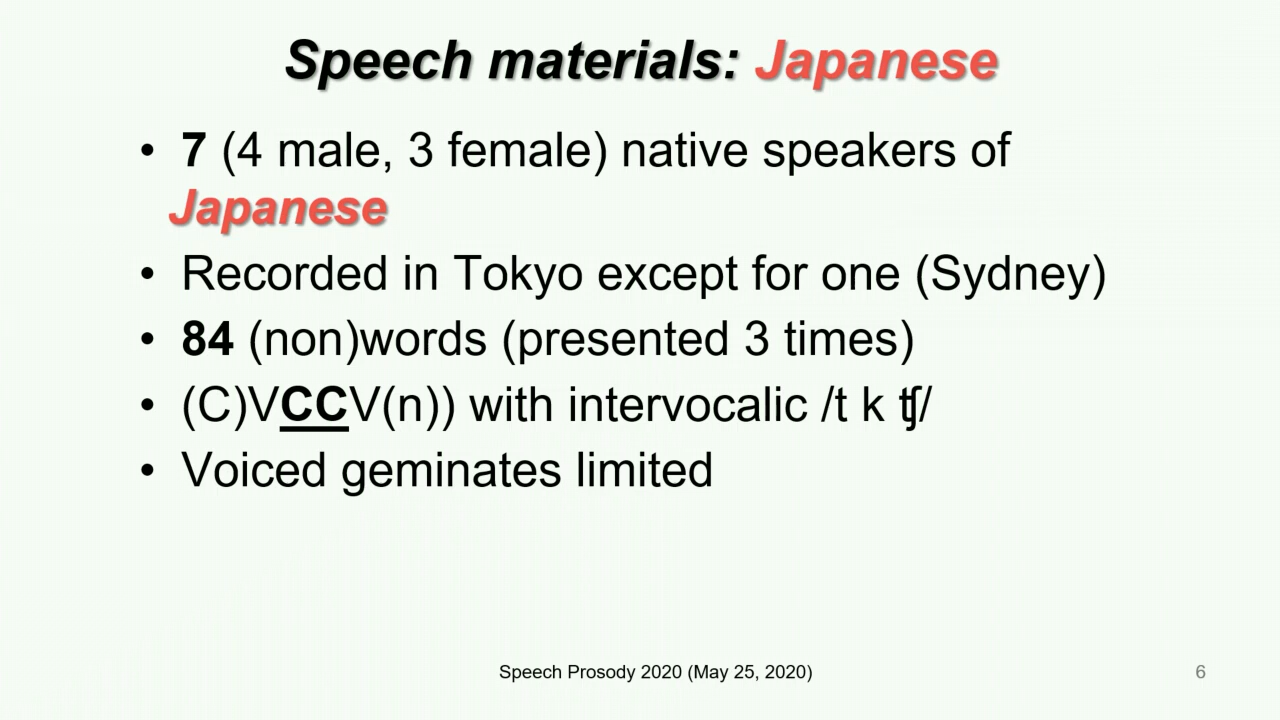 Speech materials: Japanese
• 7 (4 male, 3 female) native speakers of
Japanese
• Recorded in Tokyo except for one (Sydney)
• 84 (non)words (presented 3 times)
• (C)VCCV(n)) with intervocalic /t k ʧ/
• Voiced geminates limited
Speech Prosody 2020 (May 25, 2020)
6